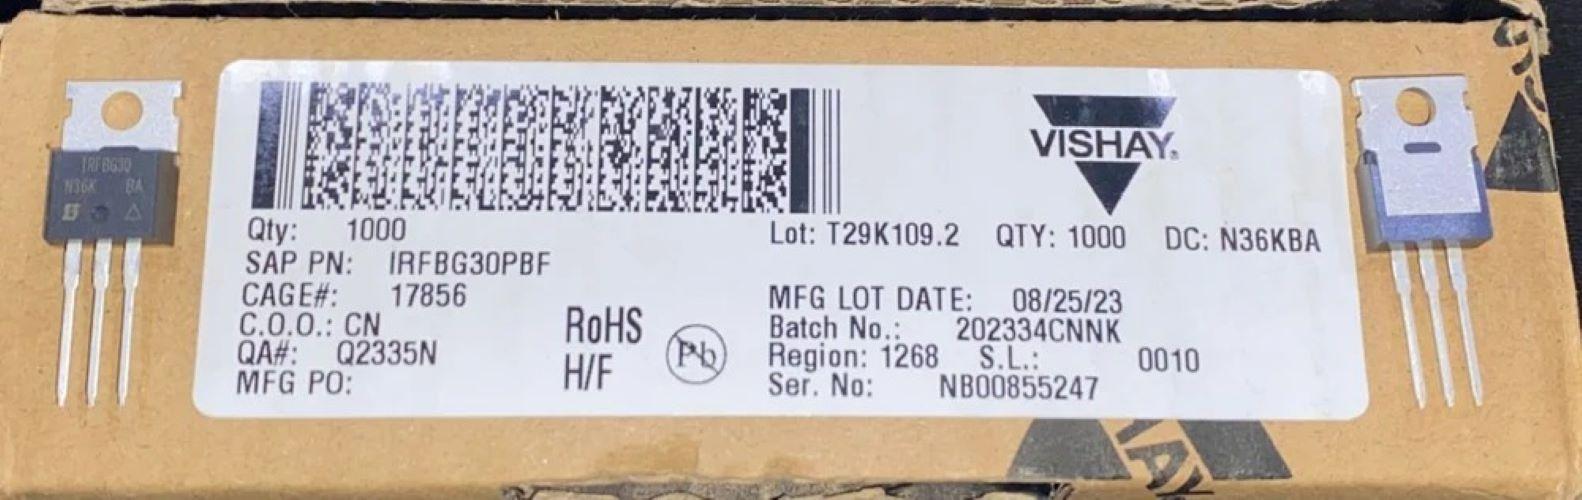 IRFBG30
N36K BA
VISHAY.
Qty: 1000
SAP PN: IRFBG30PBF
CAGE#: 17856
C.O.O.: CN
QA#: Q2335N
MFG PO:
RoHS
H/F
Pb
Lot: T29K109.2 QTY: 1000 DC: N36KBA
MFG LOT DATE: 08/25/23
Batch No.: 202334CNNK
Region: 1268 S.L.: 0010
Ser. No: NB00855247